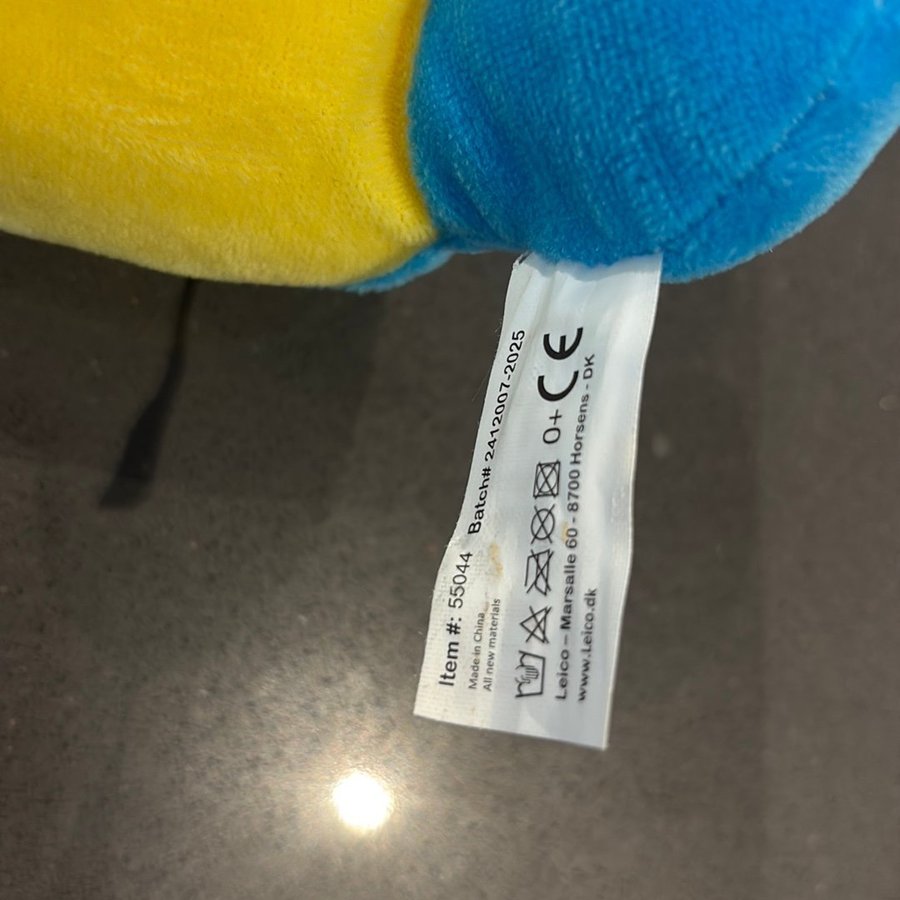 Item #: 55044 Batch# 2412007-2025
Made in China
All new materials
0+ CE
Leico – Marsalle 60 - 8700 Horsens - DK
www.Leico.dk